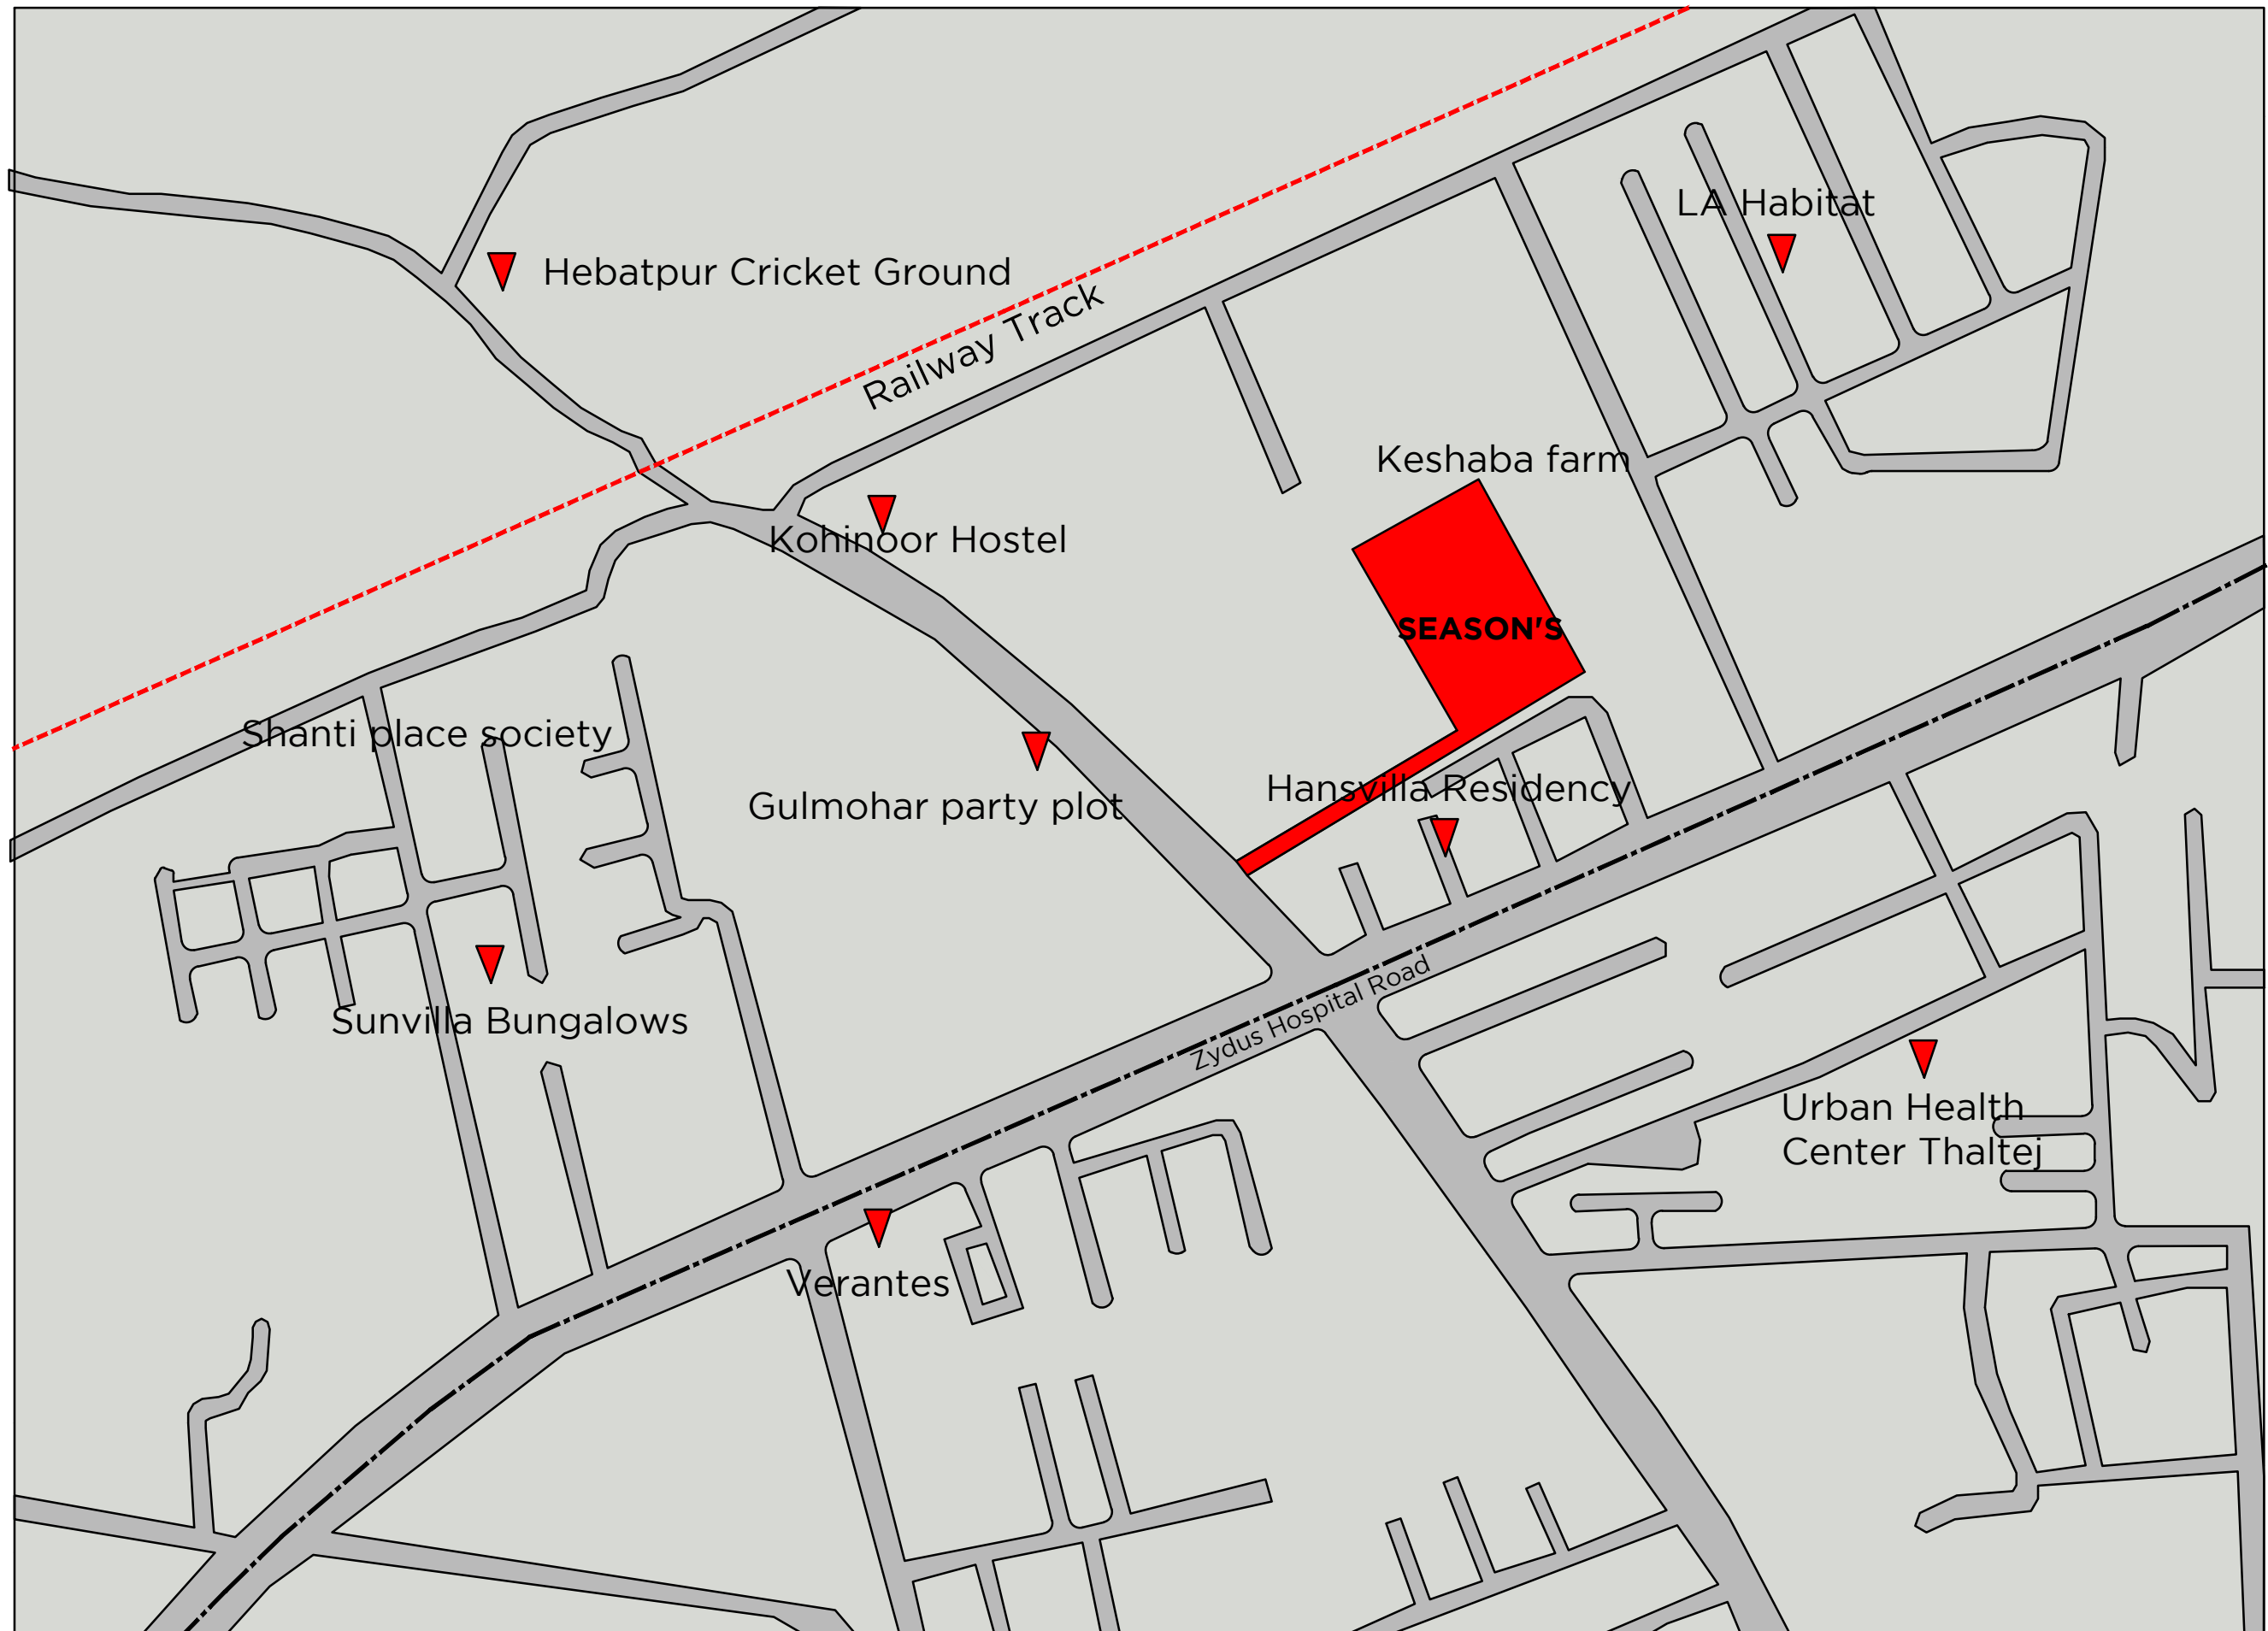 LA Habitat
Hebatpur Cricket Ground
Railway Track
Keshaba farm
Kohinoor Hostel
SEASON'S
Shanti place society
Hansvilla Residency
Gulmohar party plot
Zydus Hospital Road
Sunvilla Bungalows
Urban Health
Center Thaltej
Verantes